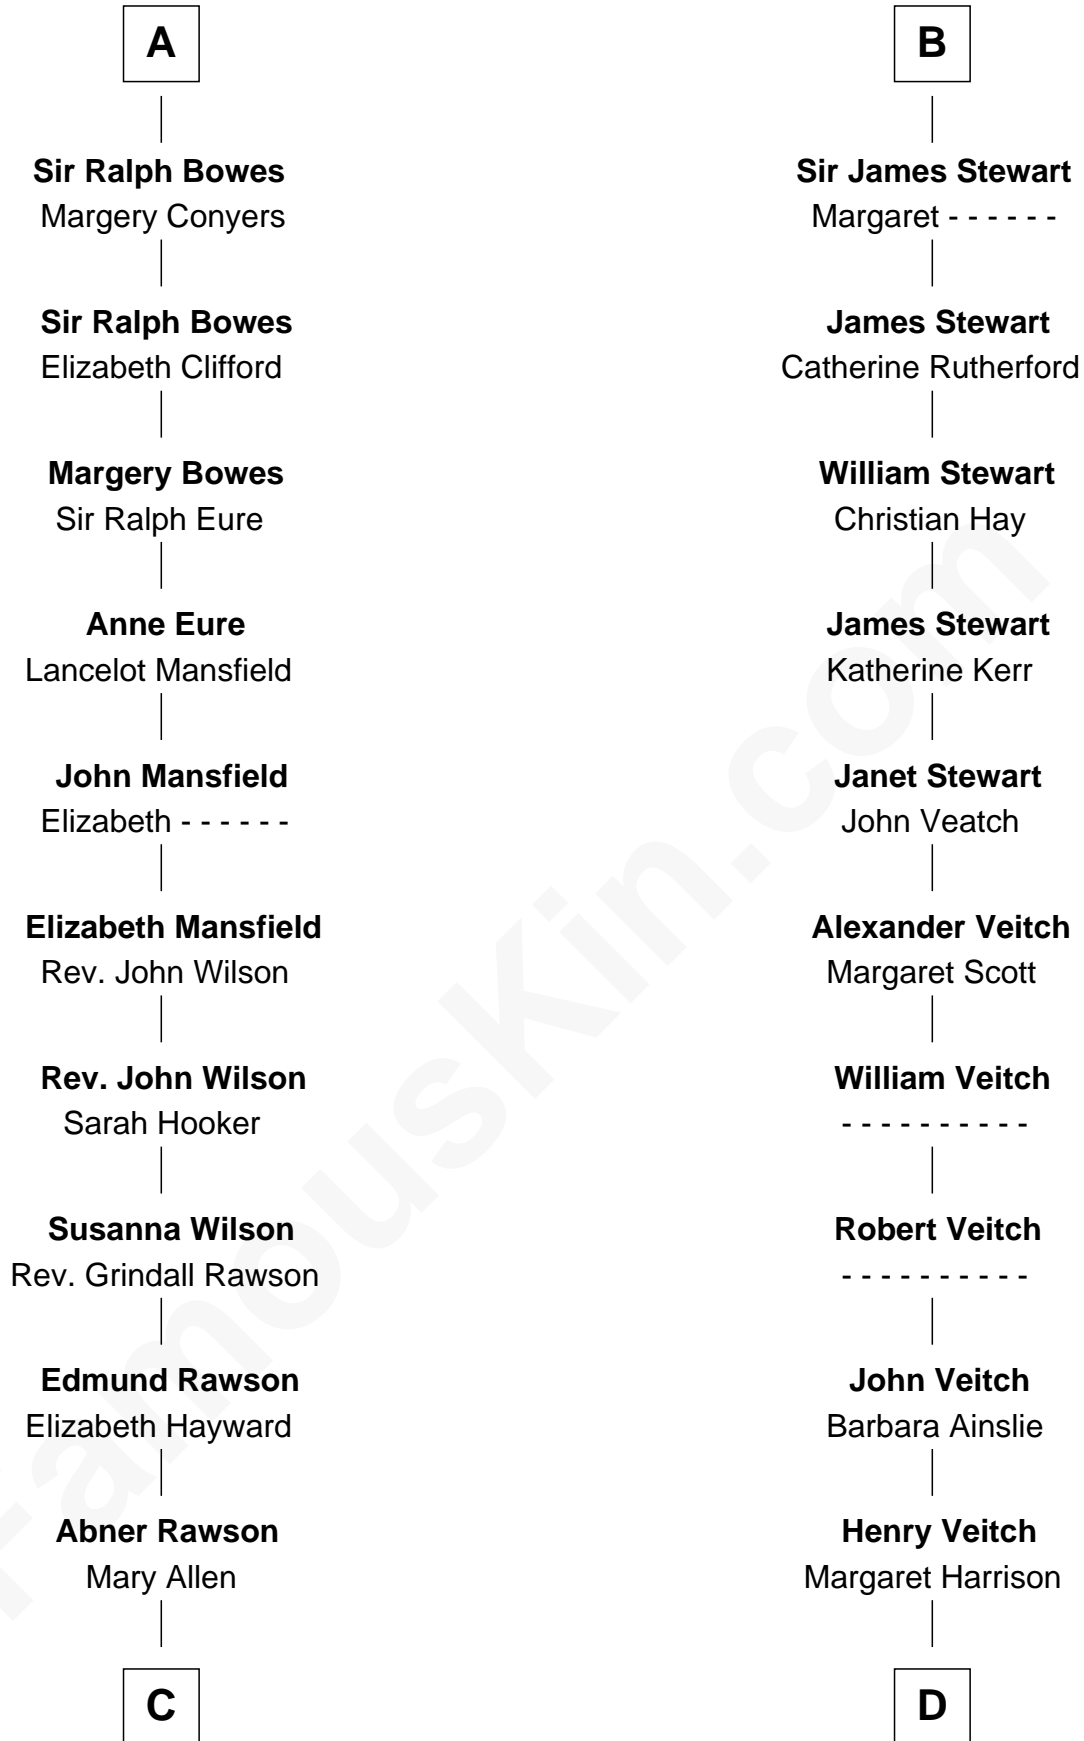 A
Sir Ralph Bowes
Margery Conyers
Sir Ralph Bowes
Elizabeth Clifford
Margery Bowes
Sir Ralph Eure
Anne Eure
Lancelot Mansfield
John Mansfield
Elizabeth - - - - - -
Elizabeth Mansfield
Rev. John Wilson
Rev. John Wilson
Sarah Hooker
Susanna Wilson
Rev. Grindall Rawson
Edmund Rawson
Elizabeth Hayward
Abner Rawson
Mary Allen
C
B
Sir James Stewart
Margaret - - - - - -
James Stewart
Catherine Rutherford
William Stewart
Christian Hay
James Stewart
Katherine Kerr
Janet Stewart
John Veatch
Alexander Veitch
Margaret Scott
William Veitch
- - - - - - - - - -
Robert Veitch
- - - - - - - - - -
John Veitch
Barbara Ainslie
Henry Veitch
Margaret Harrison
D
FamousKin.com